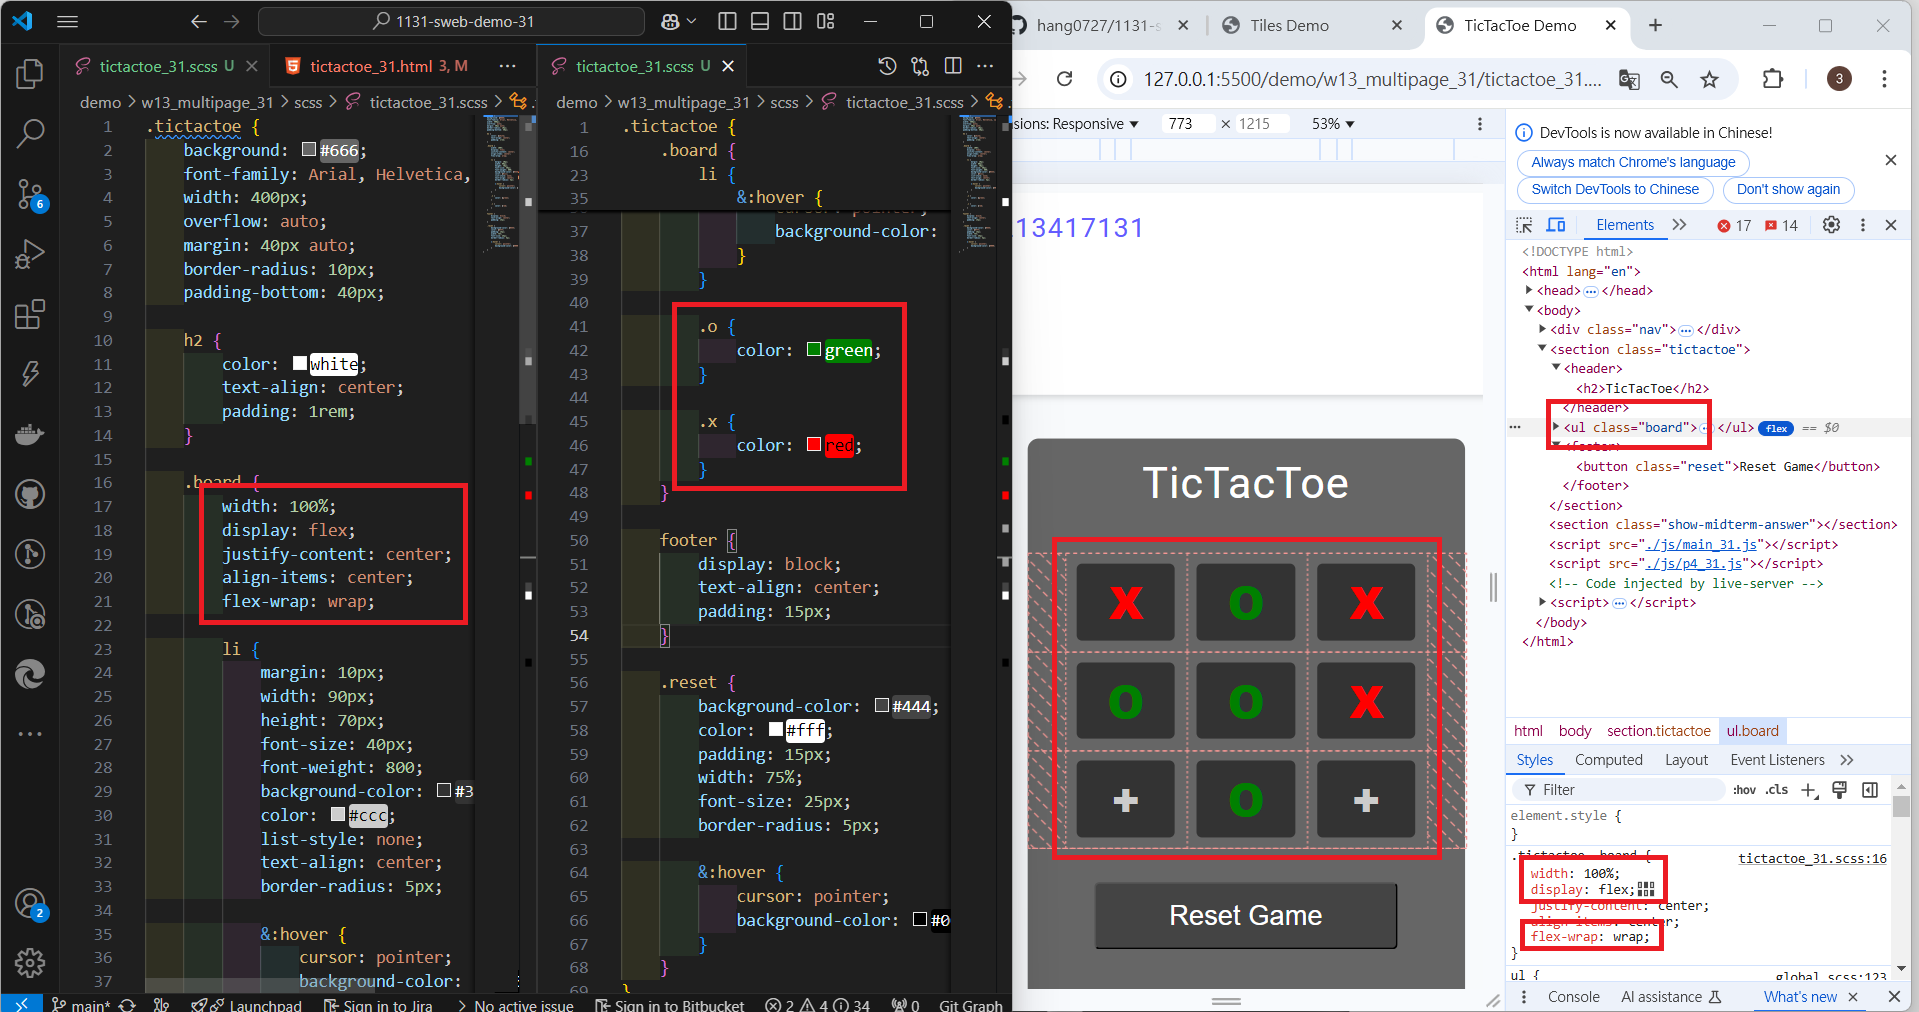 1131-sweb-demo-31
tictactoe_31.scss U
tictactoe_31.html 3, M
demo > w13_multipage_31 > scss > tictactoe_31.scss >
1 .tictactoe {
2 background: #666;
3 font-family: Arial, Helvetica,
4 width: 400px;
5 overflow: auto;
6 margin: 40px auto;
7 border-radius: 10px;
8 padding-bottom: 40px;
9
10 h2 {
11 color: white;
12 text-align: center;
13 padding: 1rem;
14 }
15
16 .board {
17 width: 100%;
18 display: flex;
19 justify-content: center;
20 align-items: center;
21 flex-wrap: wrap;
22
23 li {
24 margin: 10px;
25 width: 90px;
26 height: 70px;
27 font-size: 40px;
28 font-weight: 800;
29 background-color: #3
30 color: #ccc;
31 list-style: none;
32 text-align: center;
33 border-radius: 5px;
34
35 &:hover {
36 cursor: pointer;
37 background-color:
tictactoe_31.scss U
demo > w13_multipage_31 > scss > tictactoe_31.scss >
1 .tictactoe {
16 .board {
23 li {
35 &:hover {
cursor: pointer;
37 background-color:
38 }
39 }
40
41 .o {
42 color: green;
43 }
44
45 .x {
46 color: red;
47 }
48 }
49
50 footer {
51 display: block;
52 text-align: center;
53 padding: 15px;
54 }
55
56 .reset {
57 background-color: #444;
58 color: #fff;
59 padding: 15px;
60 width: 75%;
61 font-size: 25px;
62 border-radius: 5px;
63
64 &:hover {
65 cursor: pointer;
66 background-color: #0
67 }
68 }
69 }
6
2
main* Launchpad Sign in to Jira No active issue Sign in to Bitbucket 2 4 34 0 Git Graph
hang0727/1131-s
Tiles Demo
TicTacToe Demo
127.0.0.1:5500/demo/w13_multipage_31/tictactoe_31....
3
sions: Responsive 773 × 1215 53%
13417131
TicTacToe
X O X
O O X
+ O +
Reset Game
DevTools is now available in Chinese!
Always match Chrome's language
Switch DevTools to Chinese Don't show again
Elements 17 14
<!DOCTYPE html>
<html lang="en">
<head> ··· </head>
<body>
<div class="nav"> ··· </div>
<section class="tictactoe">
<header>
<h2>TicTacToe</h2>
</header>
··· <ul class="board"> ··· </ul> flex == $0
<footer>
<button class="reset">Reset Game</button>
</footer>
</section>
<section class="show-midterm-answer"></section>
<script src="./js/main_31.js"></script>
<script src="./js/p4_31.js"></script>
<!-- Code injected by live-server -->
<script> ··· </script>
</body>
</html>
html body section.tictactoe ul.board
Styles Computed Layout Event Listeners
Filter :hov .cls
element.style {
}
.tictactoe .board { tictactoe_31.scss:16
width: 100%;
display: flex;
justify-content: center;
align-items: center;
flex-wrap: wrap;
}
ul { global.scss:123
Console AI assistance What's new